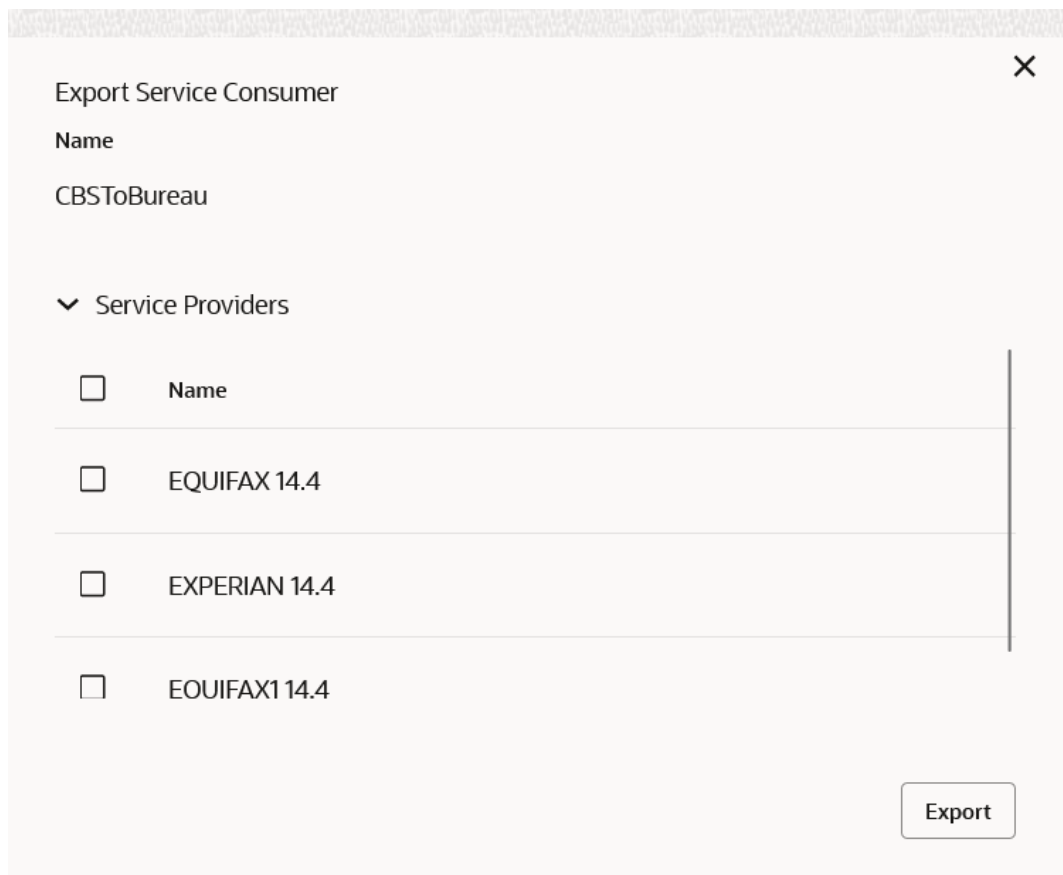 Export Service Consumer
Name
CBSToBureau
Service Providers
Name
EQUIFAX 14.4
EXPERIAN 14.4
EQUIFAX1 14.4
Export